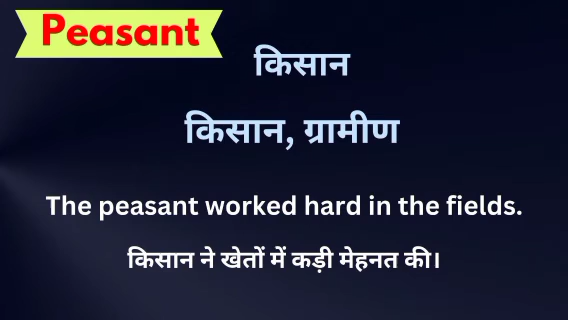 Peasant
किसान
किसान, ग्रामीण
The peasant worked hard in the fields.
किसान ने खेतों में कड़ी मेहनत की।